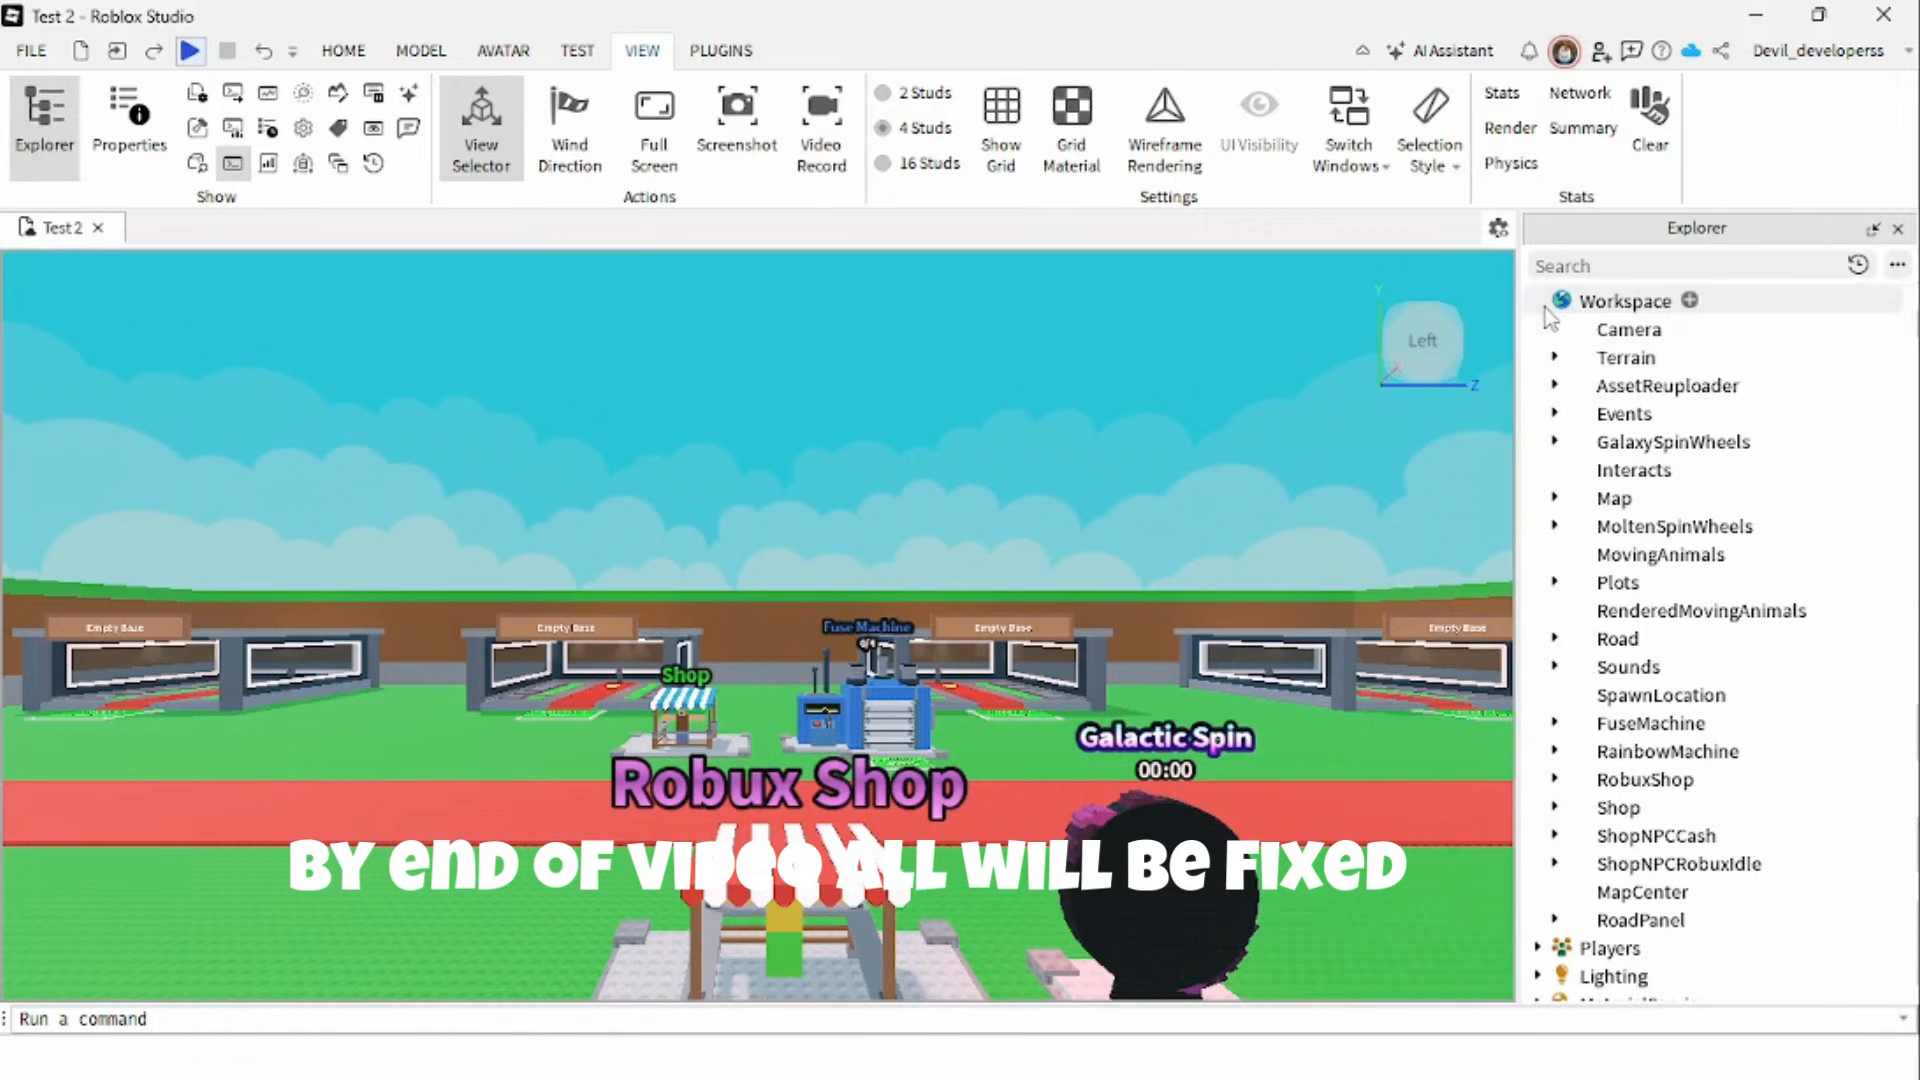 Test 2 - Roblox Studio
FILE HOME MODEL AVATAR TEST VIEW PLUGINS AI Assistant Devil_developerss
Explorer
Properties
Show
View Selector
Wind Direction
Full Screen
Screenshot
Video Record
Actions
2 Studs
4 Studs
16 Studs
Show Grid
Grid Material
Wireframe Rendering
UI Visibility
Switch Windows
Selection Style
Settings
Stats Network
Render Summary
Physics
Clear
Stats
Test 2
Explorer
Search
Workspace
Camera
Terrain
AssetReuploader
Events
GalaxySpinWheels
Interacts
Map
MoltenSpinWheels
MovingAnimals
Plots
RenderedMovingAnimals
Road
Sounds
SpawnLocation
FuseMachine
RainbowMachine
RobuxShop
Shop
ShopNPCCash
ShopNPCRobuxIdle
MapCenter
RoadPanel
Players
Lighting
Left
Y
Z
Empty Base
Empty Base
Fuse Machine
Empty Base
Empty Base
Shop
Galactic Spin
00:00
Robux Shop
BY end OF video ALL WILL BE FIXED
Run a command